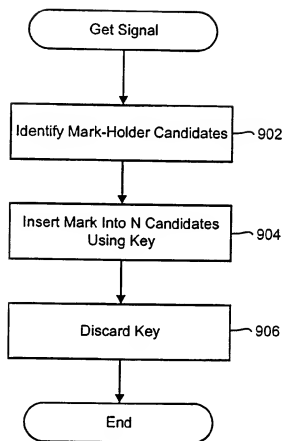 Get Signal
Identify Mark-Holder Candidates
902
Insert Mark Into N Candidates
Using Key
904
Discard Key
906
End